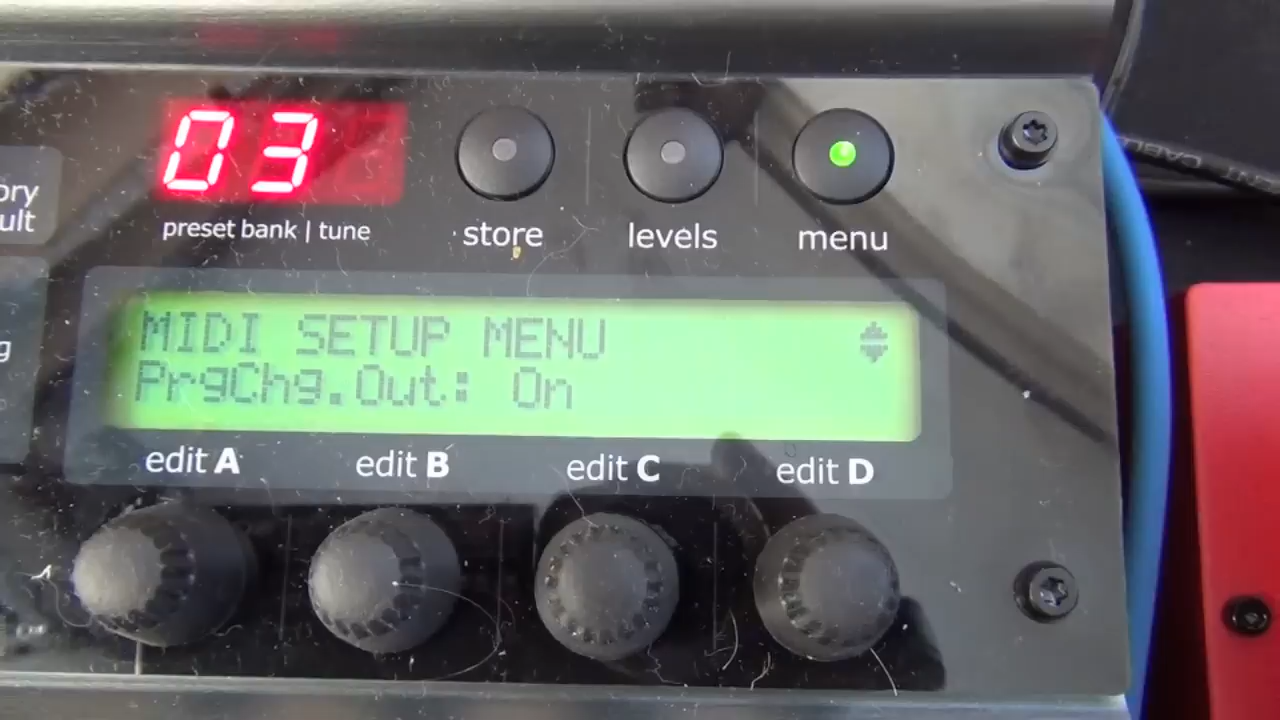 03
preset bank | tune
store
levels
menu
MIDI SETUP MENU
PrgChg.Out: On
edit A
edit B
edit C
edit D